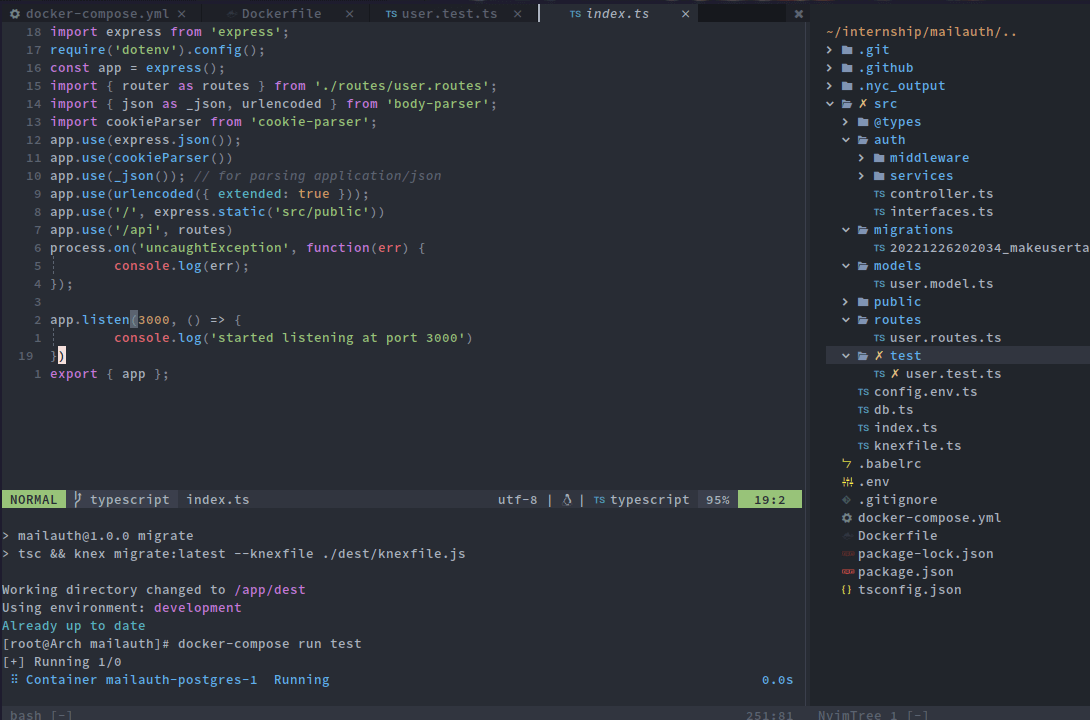 docker-compose.yml ×
Dockerfile ×
TS user.test.ts ×
TS index.ts ×
18 import express from 'express';
17 require('dotenv').config();
16 const app = express();
15 import { router as routes } from './routes/user.routes';
14 import { json as _json, urlencoded } from 'body-parser';
13 import cookieParser from 'cookie-parser';
12 app.use(express.json());
11 app.use(cookieParser())
10 app.use(_json()); // for parsing application/json
9 app.use(urlencoded({ extended: true }));
8 app.use('/', express.static('src/public'))
7 app.use('/api', routes)
6 process.on('uncaughtException', function(err) {
5 console.log(err);
4 });
3
2 app.listen(3000, () => {
1 console.log('started listening at port 3000')
19 })
1 export { app };
NORMAL typescript index.ts utf-8 | | TS typescript 95% 19:2
> mailauth@1.0.0 migrate
> tsc && knex migrate:latest --knexfile ./dest/knexfile.js
Working directory changed to /app/dest
Using environment: development
Already up to date
[root@Arch mailauth]# docker-compose run test
[+] Running 1/0
⠿ Container mailauth-postgres-1 Running 0.0s
bash [-] 251:81
~/internship/mailauth/..
.git
.github
.nyc_output
✗ src
@types
auth
middleware
services
TS controller.ts
TS interfaces.ts
migrations
TS 20221226202034_makeuserta
models
TS user.model.ts
public
routes
TS user.routes.ts
✗ test
TS ✗ user.test.ts
TS config.env.ts
TS db.ts
TS index.ts
TS knexfile.ts
.babelrc
.env
.gitignore
docker-compose.yml
Dockerfile
package-lock.json
package.json
{} tsconfig.json
NvimTree_1 [-]